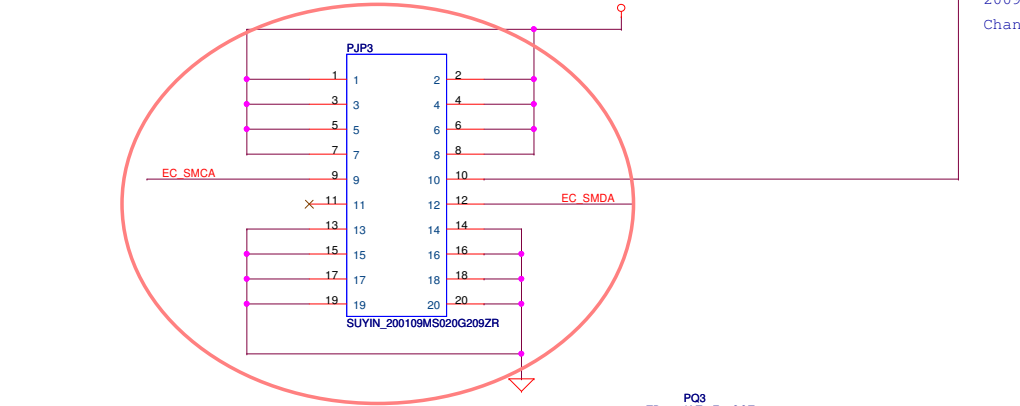 2009
Chan
PJP3
1 1 2 2
3 3 4 4
5 5 6 6
7 7 8 8
EC_SMCA 9 9 10 10
11 11 12 12 EC_SMDA
13 13 14 14
15 15 16 16
17 17 18 18
19 19 20 20
SUYIN_200109MS020G209ZR
PQ3